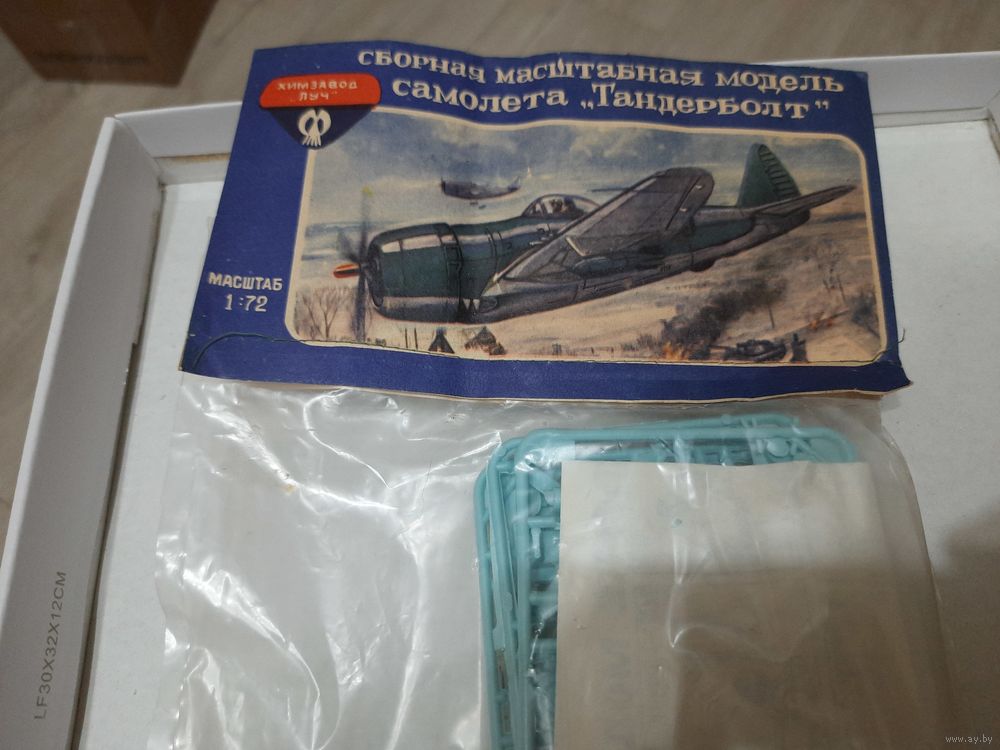 СБОРНАЯ МАСШТАБНАЯ МОДЕЛЬ
САМОЛЕТА „ТАНДЕРБОЛТ”
ХИМЗАВОД
„ЛУЧ”
МАСШТАБ
1:72
LF30X32X12CM
www.ay.by